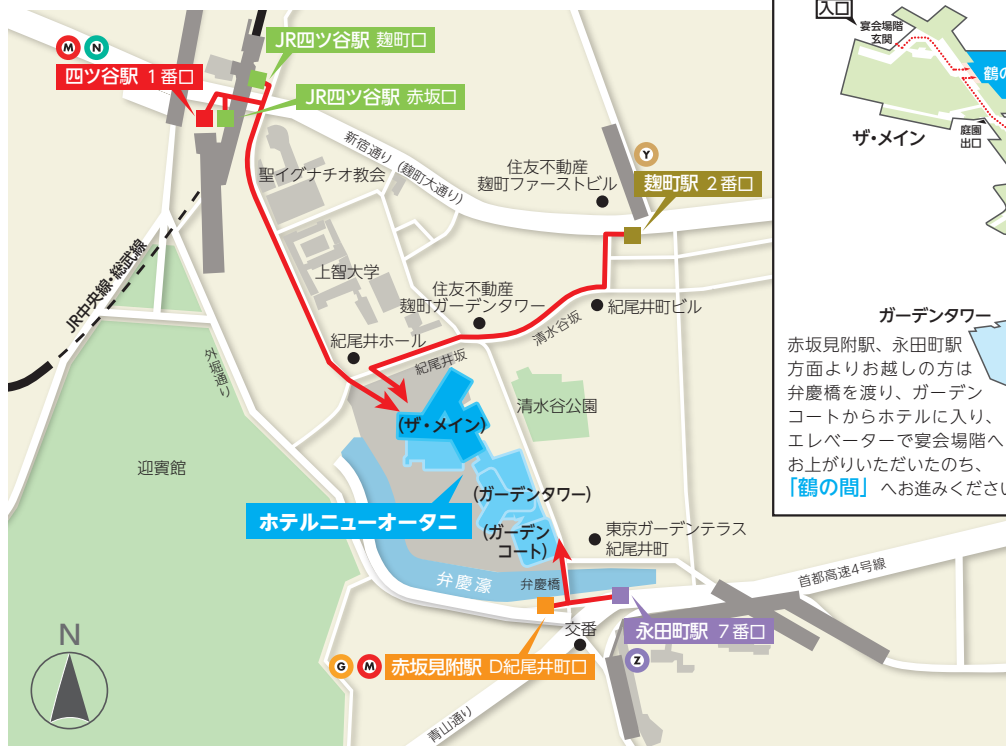 JR四ツ谷駅 麹町口
M N
四ツ谷駅 1番口
JR四ツ谷駅 赤坂口
新宿通り（麹町大通り）
聖イグナチオ教会
住友不動産
麹町ファーストビル
Y
麹町駅 2番口
JR中央線・総武線
上智大学
住友不動産
麹町ガーデンタワー
紀尾井町ビル
清水谷坂
紀尾井ホール
紀尾井坂
外堀通り
清水谷公園
(ザ・メイン)
迎賓館
(ガーデンタワー)
ホテルニューオータニ
(ガーデン
コート)
東京ガーデンテラス
紀尾井町
弁慶濠
弁慶橋
首都高速4号線
交番
永田町駅 7番口
Z
N
G M
赤坂見附駅 D紀尾井町口
青山通り
入口
宴会場階
玄関
鶴の
ザ・メイン
庭園
出口
ガーデンタワー
赤坂見附駅、永田町駅
方面よりお越しの方は
弁慶橋を渡り、ガーデン
コートからホテルに入り、
エレベーターで宴会場階へ
お上がりいただいたのち、
「鶴の間」へお進みください